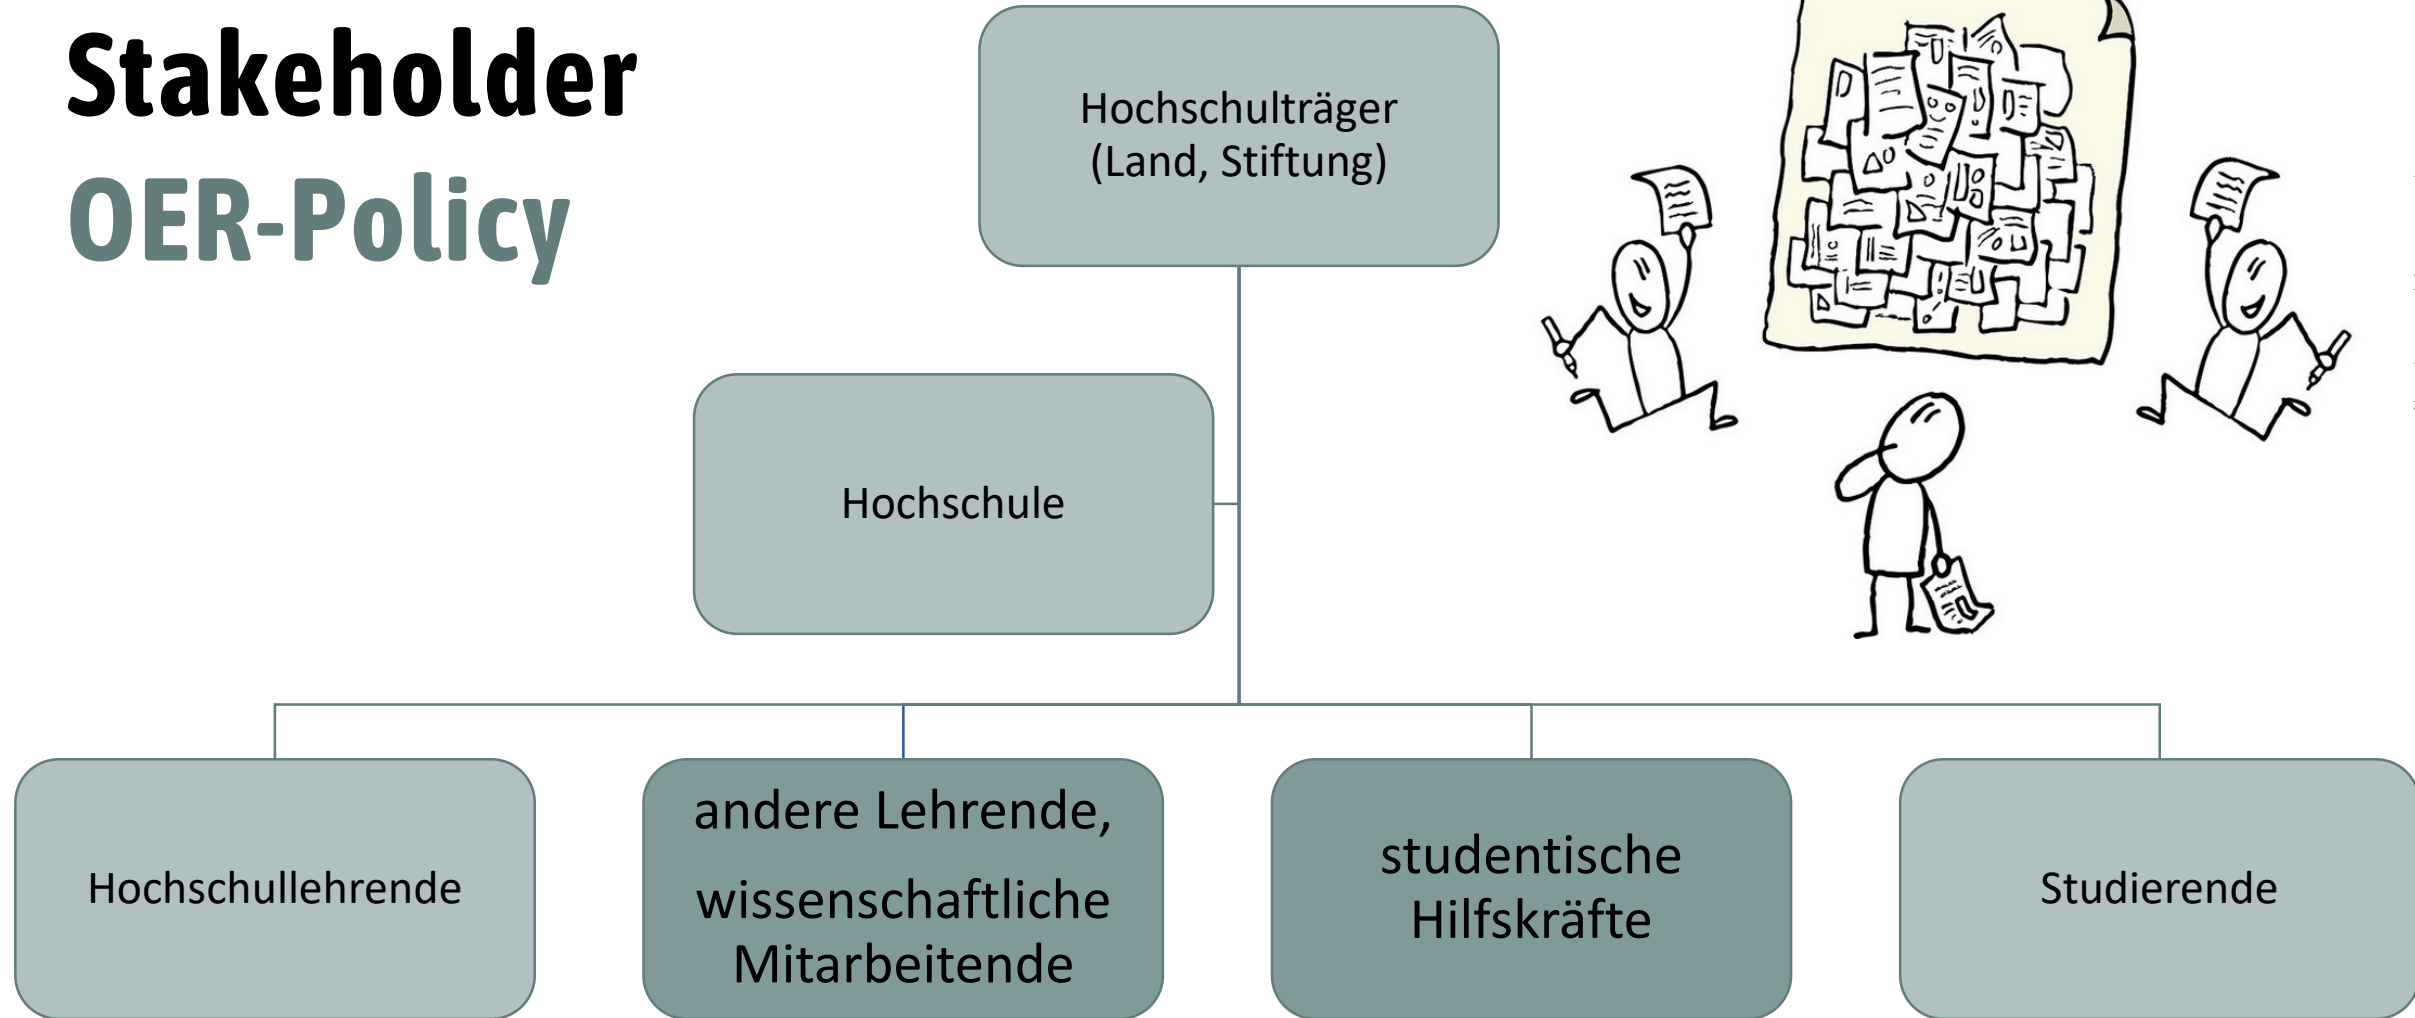 Stakeholder
OER-Policy
Hochschulträger
(Land, Stiftung)
Hochschule
Hochschullehrende
andere Lehrende,
wissenschaftliche
Mitarbeitende
studentische
Hilfskräfte
Studierende